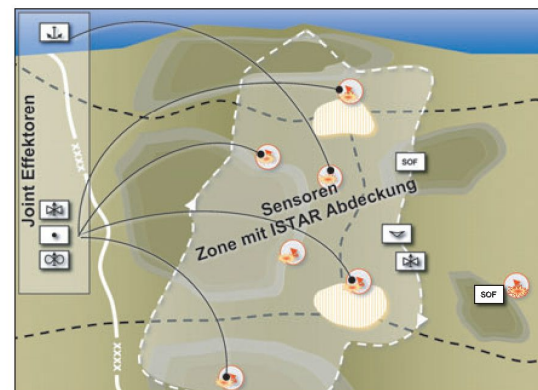 Joint Effektoren
XXXX
SOF
Sensoren
Zone mit ISTAR Abdeckung
SOF
XXXX